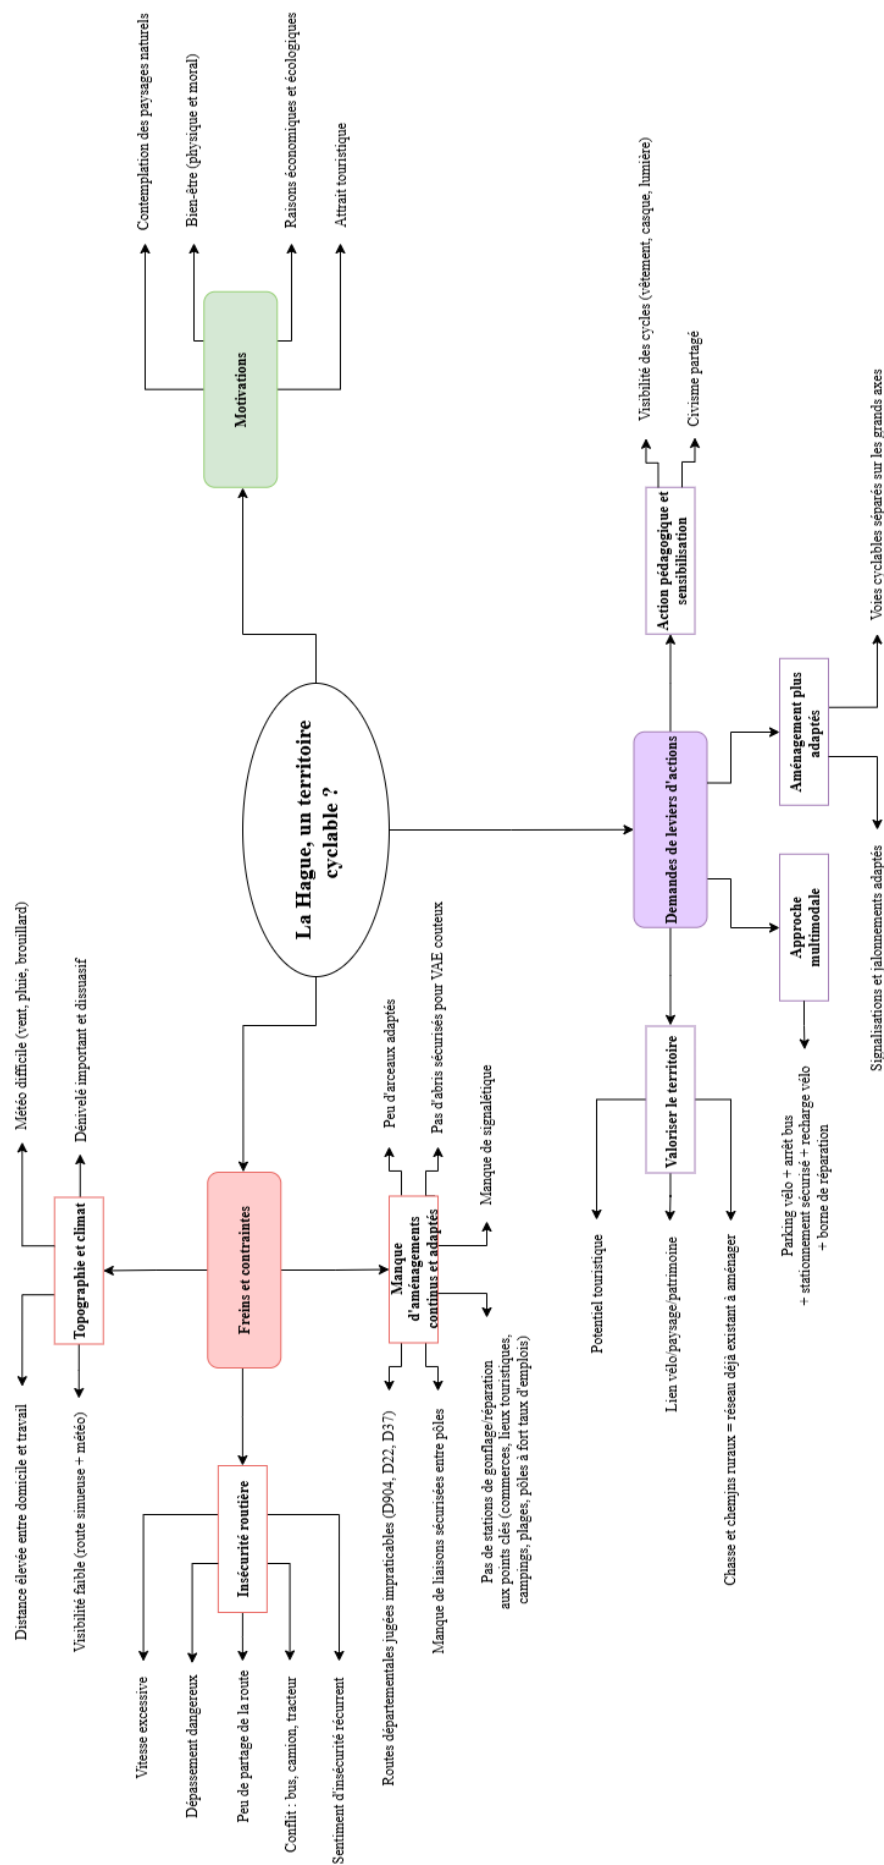 La Hague, un territoire
cyclable ?
Motivations
Contemplation des paysages naturels
Bien-être (physique et moral)
Raisons économiques et écologiques
Attrait touristique
Freins et contraintes
Topographie et climat
Distance élevée entre domicile et travail
Météo difficile (vent, pluie, brouillard)
Visibilité faible (route sinueuse + météo)
Dénivelé important et dissuasif
Insécurité routière
Vitesse excessive
Dépassement dangereux
Peu de partage de la route
Conflit : bus, camion, tracteur
Sentiment d'insécurité récurrent
Manque
d'aménagements
continus et adaptés
Peu d'arceaux adaptés
Pas d'abris sécurisés pour VAE couteux
Manque de signalétique
Routes départementales jugées impraticables (D904, D22, D37)
Manque de liaisons sécurisées entre pôles
Pas de stations de gonflage/réparation
aux points clés (commerces, lieux touristiques,
campings, plages, pôles à fort taux d'emplois)
Demandes de leviers d'actions
Action pédagogique et
sensibilisation
Visibilité des cycles (vêtement, casque, lumière)
Civisme partagé
Aménagement plus
adaptés
Voies cyclables séparés sur les grands axes
Signalisations et jalonnements adaptés
Approche
multimodale
Parking vélo + arrêt bus
+ stationnement sécurisé + recharge vélo
+ borne de réparation
Valoriser le territoire
Potentiel touristique
Lien vélo/paysage/patrimoine
Chasse et chemins ruraux = réseau déjà existant à aménager